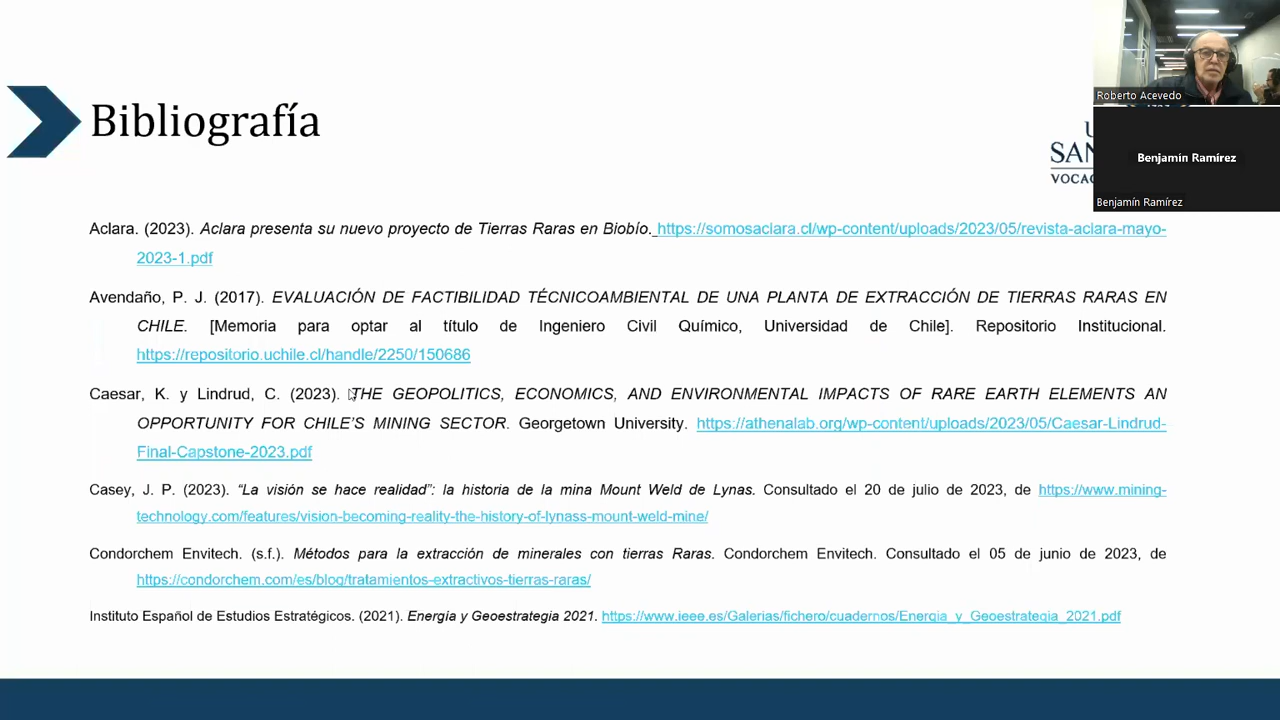 Bibliografía
Roberto Acevedo
Benjamín Ramírez
Benjamín Ramírez
U
SAN
VOCAC
Aclara. (2023). Aclara presenta su nuevo proyecto de Tierras Raras en Biobío. https://somosaclara.cl/wp-content/uploads/2023/05/revista-aclara-mayo-
2023-1.pdf
Avendaño, P. J. (2017). EVALUACIÓN DE FACTIBILIDAD TÉCNICOAMBIENTAL DE UNA PLANTA DE EXTRACCIÓN DE TIERRAS RARAS EN
CHILE. [Memoria para optar al título de Ingeniero Civil Químico, Universidad de Chile]. Repositorio Institucional.
https://repositorio.uchile.cl/handle/2250/150686
Caesar, K. y Lindrud, C. (2023). THE GEOPOLITICS, ECONOMICS, AND ENVIRONMENTAL IMPACTS OF RARE EARTH ELEMENTS AN
OPPORTUNITY FOR CHILE'S MINING SECTOR. Georgetown University. https://athenalab.org/wp-content/uploads/2023/05/Caesar-Lindrud-
Final-Capstone-2023.pdf
Casey, J. P. (2023). “La visión se hace realidad”: la historia de la mina Mount Weld de Lynas. Consultado el 20 de julio de 2023, de https://www.mining-
technology.com/features/vision-becoming-reality-the-history-of-lynass-mount-weld-mine/
Condorchem Envitech. (s.f.). Métodos para la extracción de minerales con tierras Raras. Condorchem Envitech. Consultado el 05 de junio de 2023, de
https://condorchem.com/es/blog/tratamientos-extractivos-tierras-raras/
Instituto Español de Estudios Estratégicos. (2021). Energía y Geoestrategia 2021. https://www.ieee.es/Galerias/fichero/cuadernos/Energia_y_Geoestrategia_2021.pdf